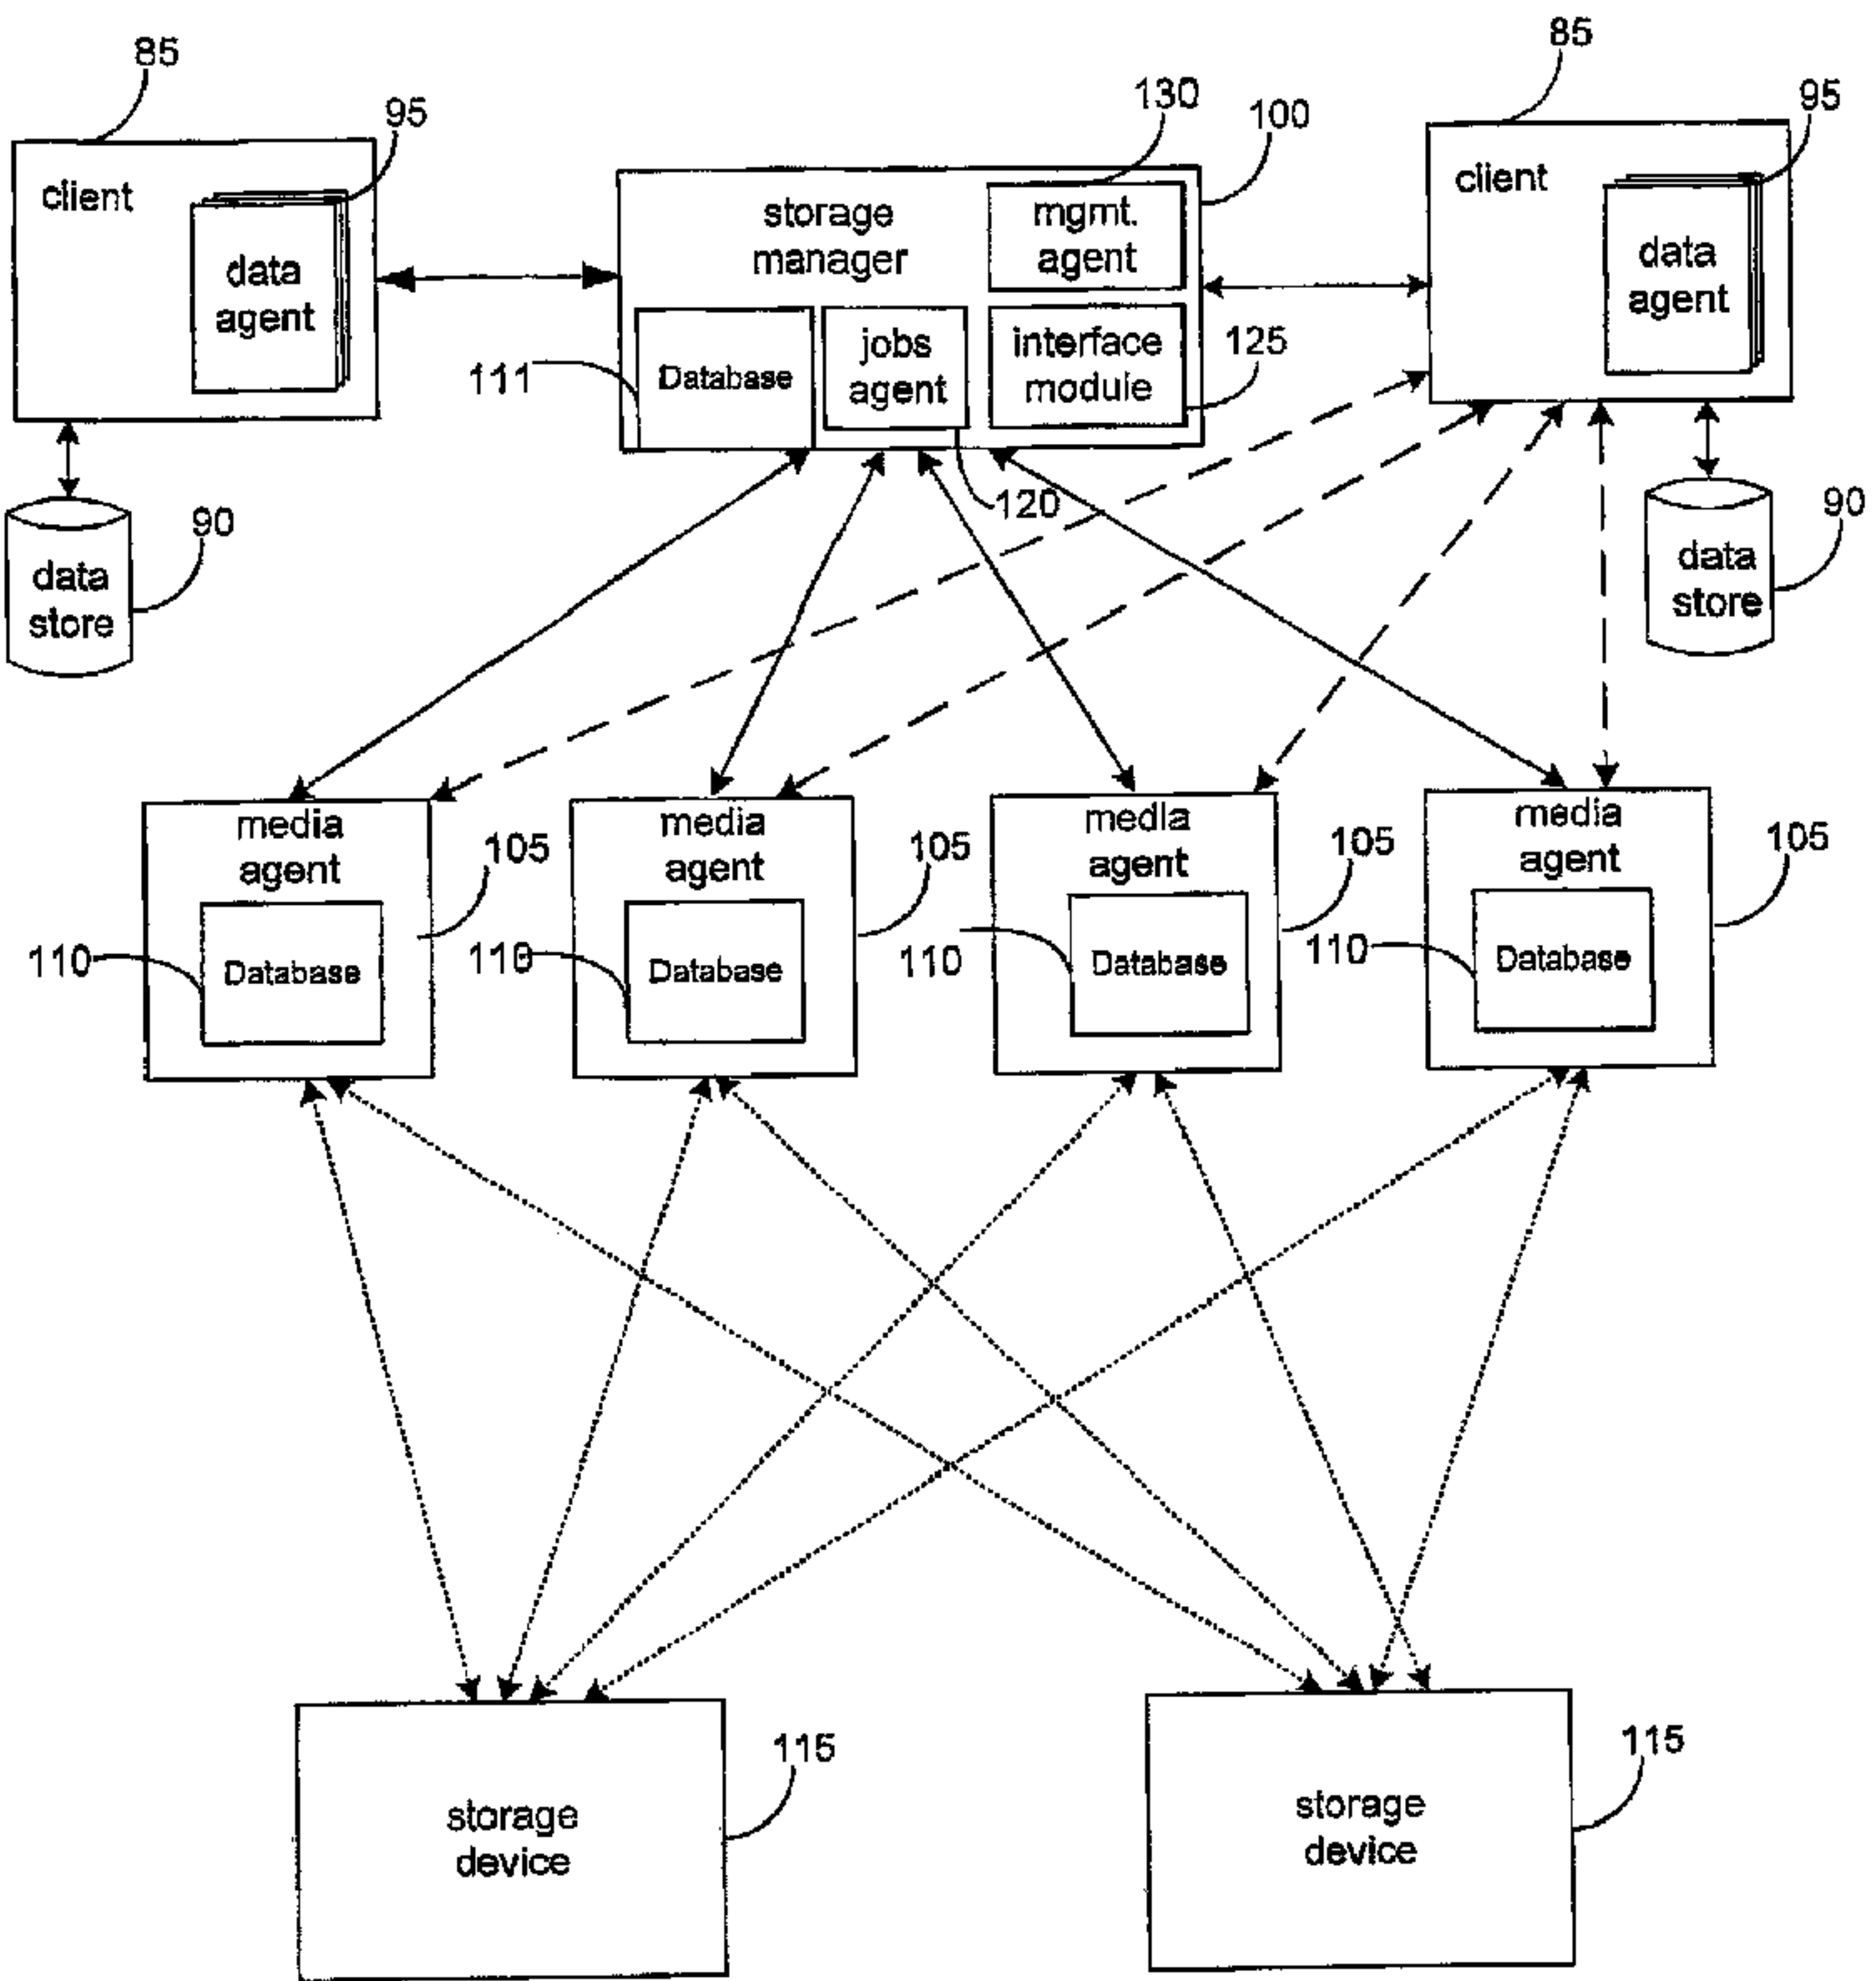 85
85
95
130
100
95
client
data
agent
storage
manager
mgmt.
agent
client
data
agent
111
Database
jobs
agent
interface
module
125
120
90
data
store
90
data
store
media
agent
105
110
Database
media
agent
105
110
Database
media
agent
105
110
Database
media
agent
105
110
Database
storage
device
115
storage
device
115